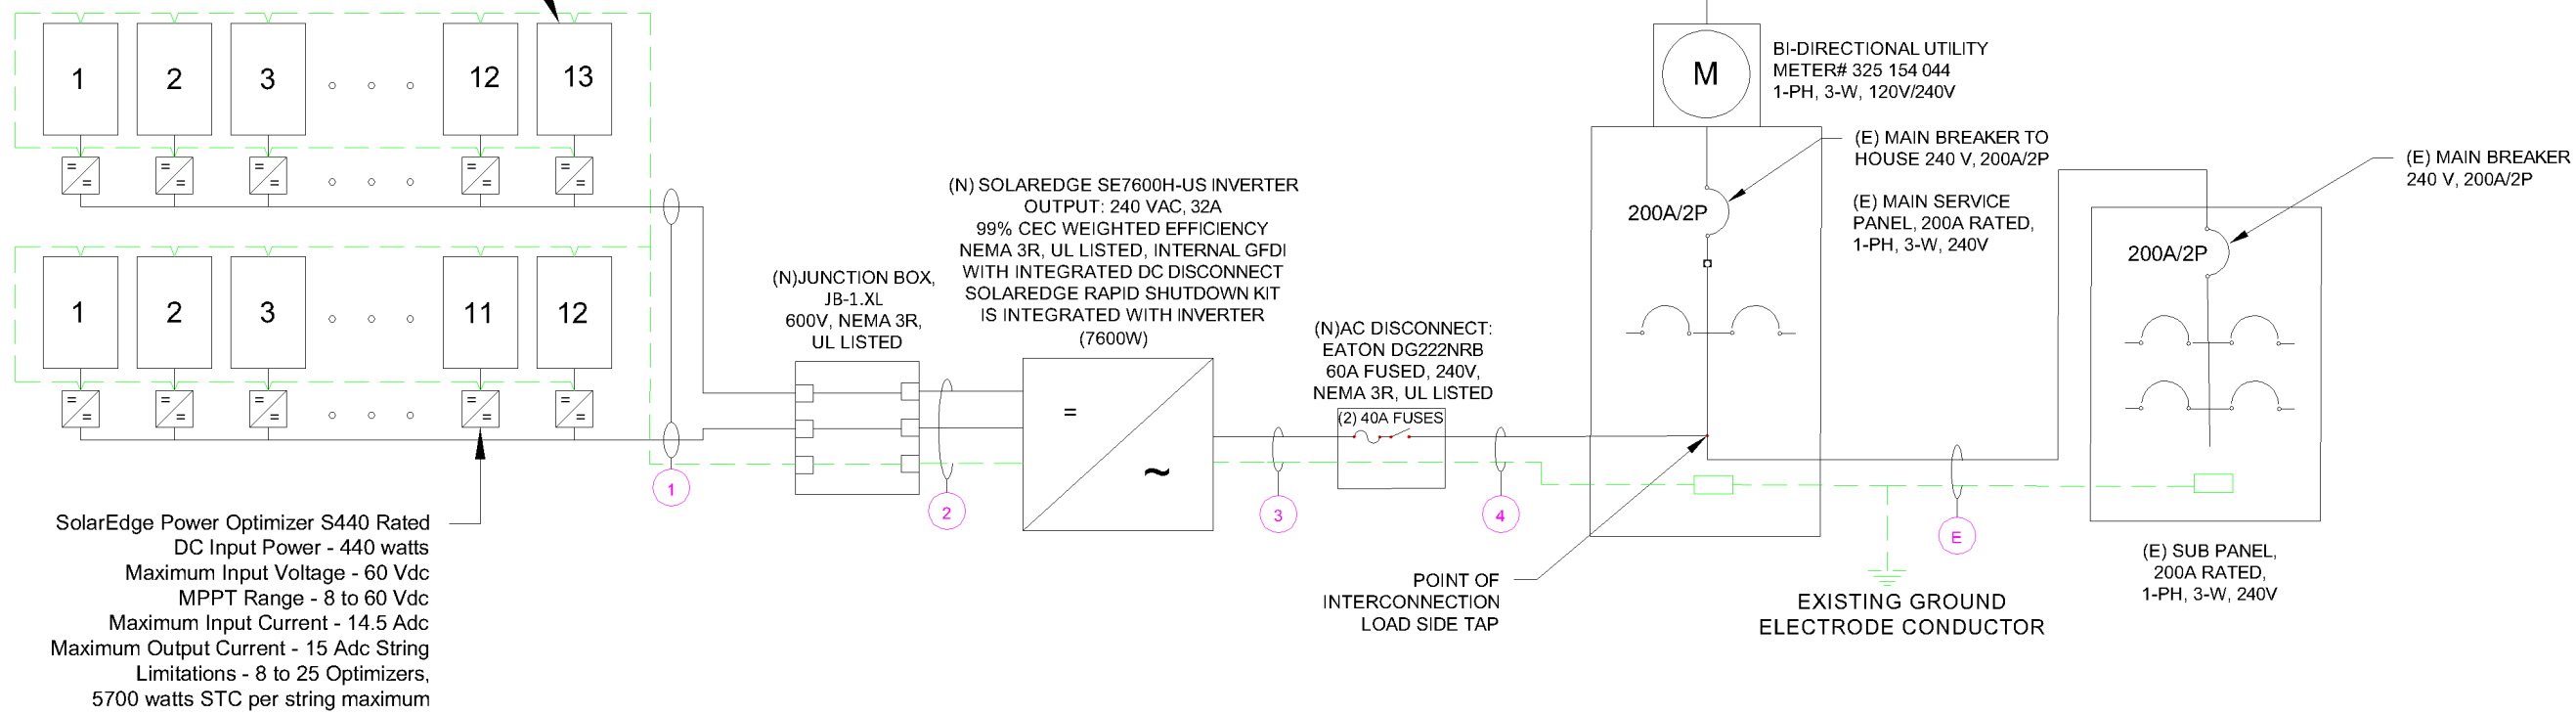 1
2
3
12
13
1
2
3
11
12
SolarEdge Power Optimizer S440 Rated
DC Input Power - 440 watts
Maximum Input Voltage - 60 Vdc
MPPT Range - 8 to 60 Vdc
Maximum Input Current - 14.5 Adc
Maximum Output Current - 15 Adc String
Limitations - 8 to 25 Optimizers,
5700 watts STC per string maximum
1
(N)JUNCTION BOX,
JB-1.XL
600V, NEMA 3R,
UL LISTED
2
(N) SOLAREDGE SE7600H-US INVERTER
OUTPUT: 240 VAC, 32A
99% CEC WEIGHTED EFFICIENCY
NEMA 3R, UL LISTED, INTERNAL GFDI
WITH INTEGRATED DC DISCONNECT
SOLAREDGE RAPID SHUTDOWN KIT
IS INTEGRATED WITH INVERTER
(7600W)
=
~
3
(N)AC DISCONNECT:
EATON DG222NRB
60A FUSED, 240V,
NEMA 3R, UL LISTED
(2) 40A FUSES
4
M
BI-DIRECTIONAL UTILITY
METER# 325 154 044
1-PH, 3-W, 120V/240V
(E) MAIN BREAKER TO
HOUSE 240 V, 200A/2P
200A/2P
(E) MAIN SERVICE
PANEL, 200A RATED,
1-PH, 3-W, 240V
POINT OF
INTERCONNECTION
LOAD SIDE TAP
EXISTING GROUND
ELECTRODE CONDUCTOR
E
(E) MAIN BREAKER
240 V, 200A/2P
200A/2P
(E) SUB PANEL,
200A RATED,
1-PH, 3-W, 240V